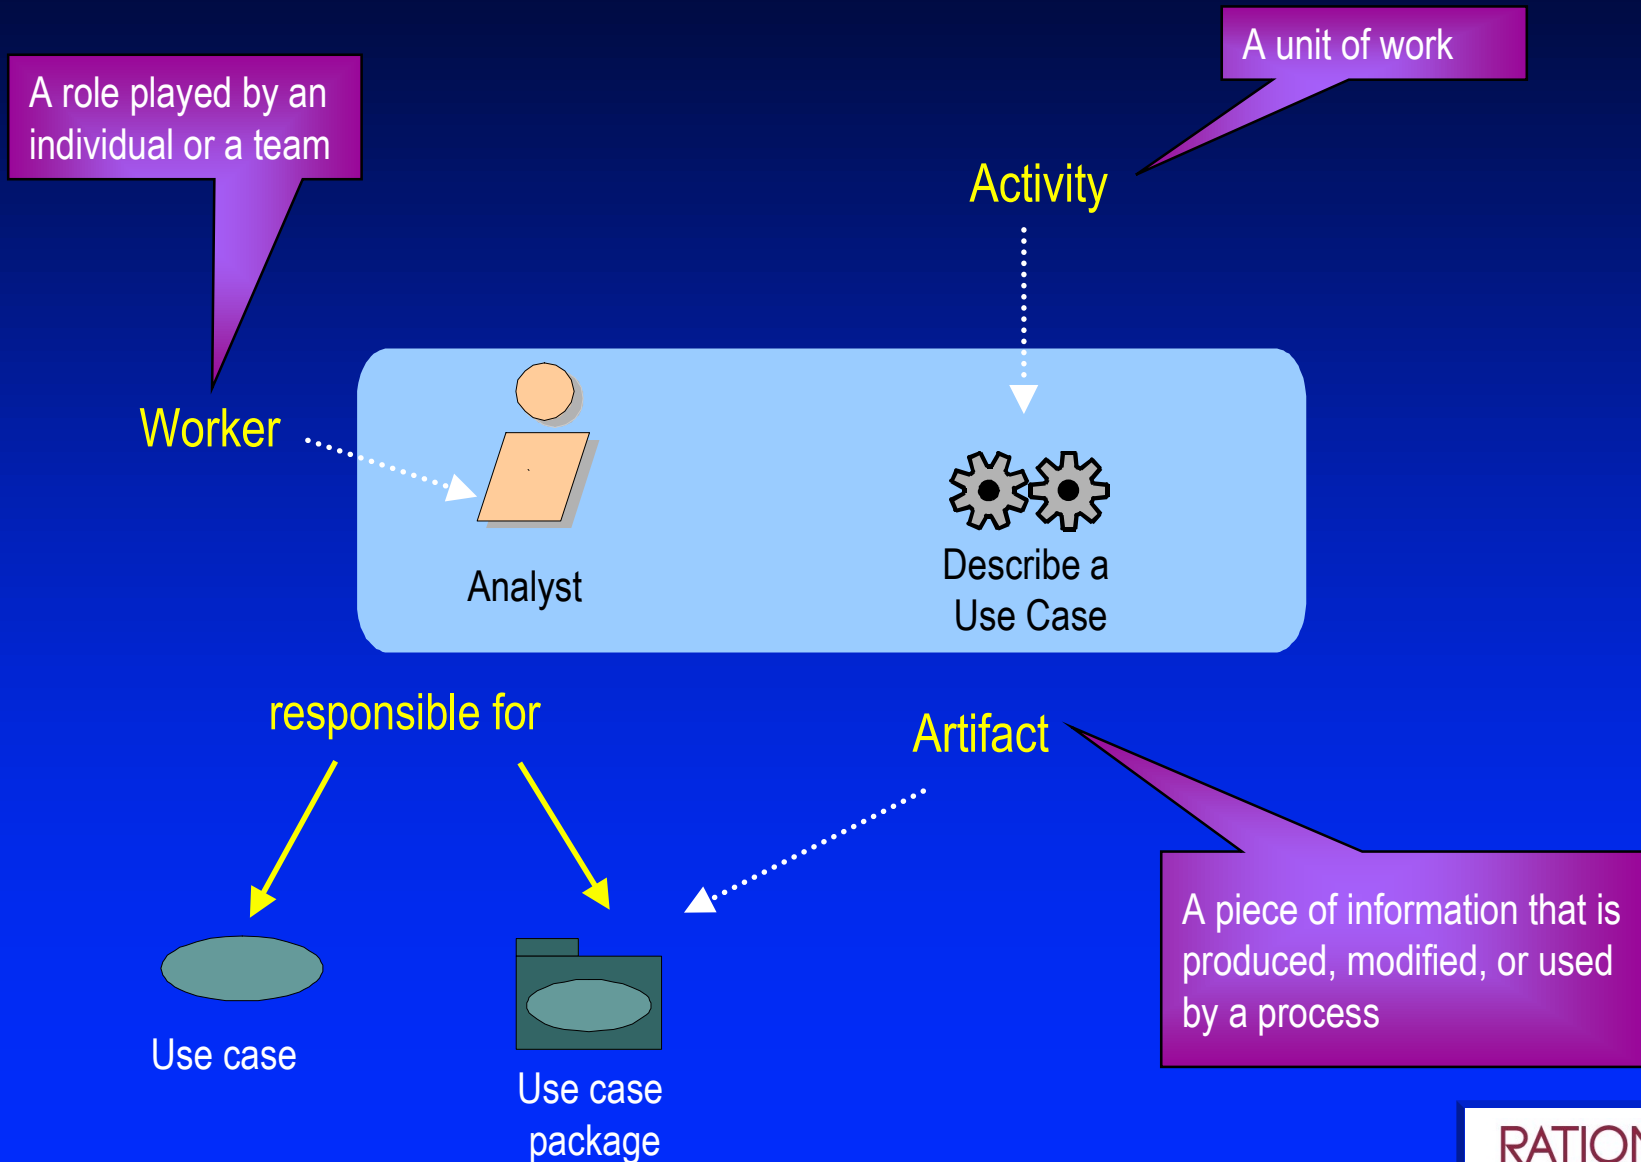 A unit of work
A role played by an
individual or a team
Activity
Worker
Analyst
Describe a
Use Case
responsible for
Artifact
A piece of information that is
produced, modified, or used
by a process
Use case
Use case
package